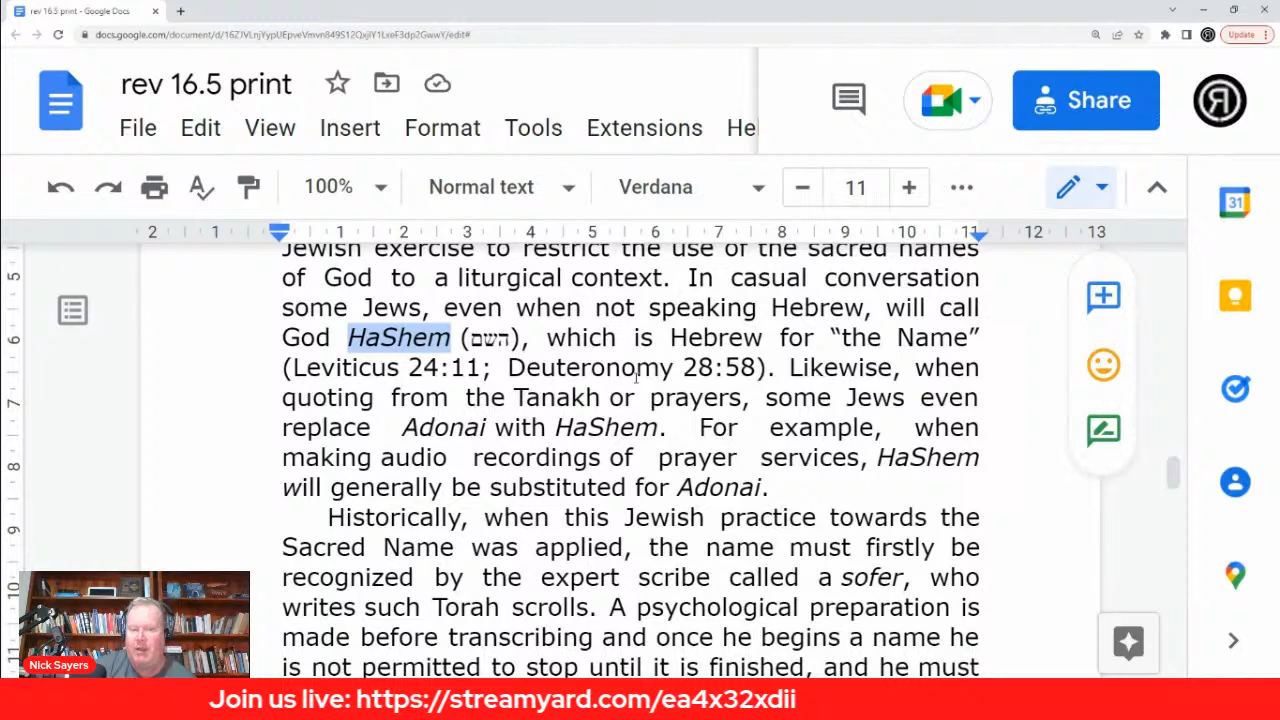 rev 16.5 print - Google Docs
docs.google.com/document/d/16ZJVLnjYypUEpveVmvn849S12QxjIY1LxeF3dp2GwwY/edit#
Update
rev 16.5 print
File Edit View Insert Format Tools Extensions He
Share
100% Normal text Verdana 11
2 1 1 2 3 4 5 6 7 8 9 10 11 12 13
31
Jewish exercise to restrict the use of the sacred names
of God to a liturgical context. In casual conversation
some Jews, even when not speaking Hebrew, will call
God HaShem (השם), which is Hebrew for “the Name”
(Leviticus 24:11; Deuteronomy 28:58). Likewise, when
quoting from the Tanakh or prayers, some Jews even
replace Adonai with HaShem. For example, when
making audio recordings of prayer services, HaShem
will generally be substituted for Adonai.
Historically, when this Jewish practice towards the
Sacred Name was applied, the name must firstly be
recognized by the expert scribe called a sofer, who
writes such Torah scrolls. A psychological preparation is
made before transcribing and once he begins a name he
is not permitted to stop until it is finished, and he must
5
6
7
8
9
10
11
Nick Sayers
Join us live: https://streamyard.com/ea4x32xdii